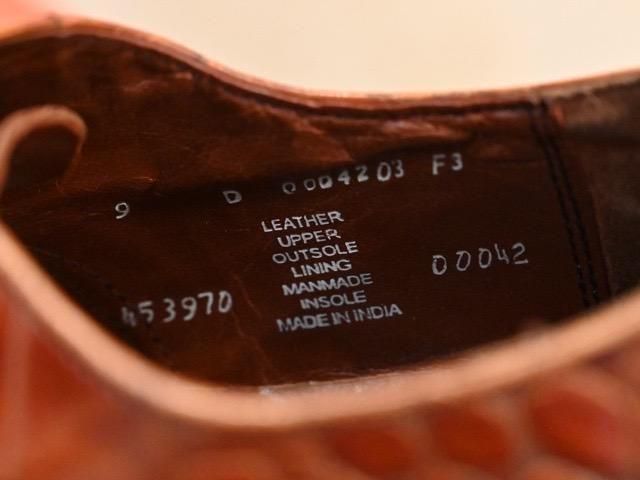 9 D 0004203 F3
LEATHER
UPPER
OUTSOLE
LINING
MANMADE
INSOLE
MADE IN INDIA
453970
00042